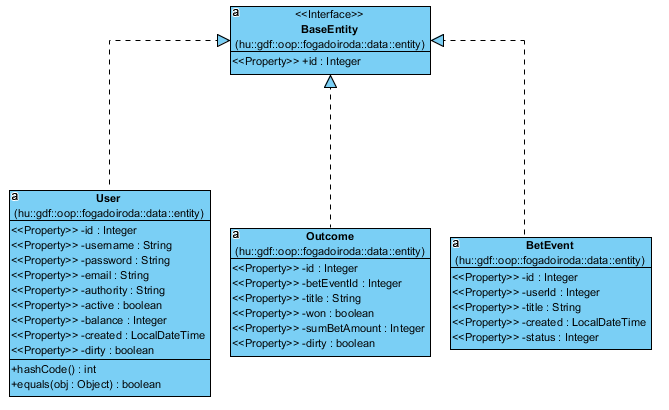 a
<<Interface>>
BaseEntity
(hu::gdf::oop::fogadoiroda::data::entity)
<<Property>> +id : Integer
a
User
(hu::gdf::oop::fogadoiroda::data::entity)
<<Property>> -id : Integer
<<Property>> -username : String
<<Property>> -password : String
<<Property>> -email : String
<<Property>> -authority : String
<<Property>> -active : boolean
<<Property>> -balance : Integer
<<Property>> -created : LocalDateTime
<<Property>> -dirty : boolean
+hashCode() : int
+equals(obj : Object) : boolean
a
Outcome
(hu::gdf::oop::fogadoiroda::data::entity)
<<Property>> -id : Integer
<<Property>> -betEventId : Integer
<<Property>> -title : String
<<Property>> -won : boolean
<<Property>> -sumBetAmount : Integer
<<Property>> -dirty : boolean
a
BetEvent
(hu::gdf::oop::fogadoiroda::data::entity)
<<Property>> -id : Integer
<<Property>> -userId : Integer
<<Property>> -title : String
<<Property>> -created : LocalDateTime
<<Property>> -status : Integer